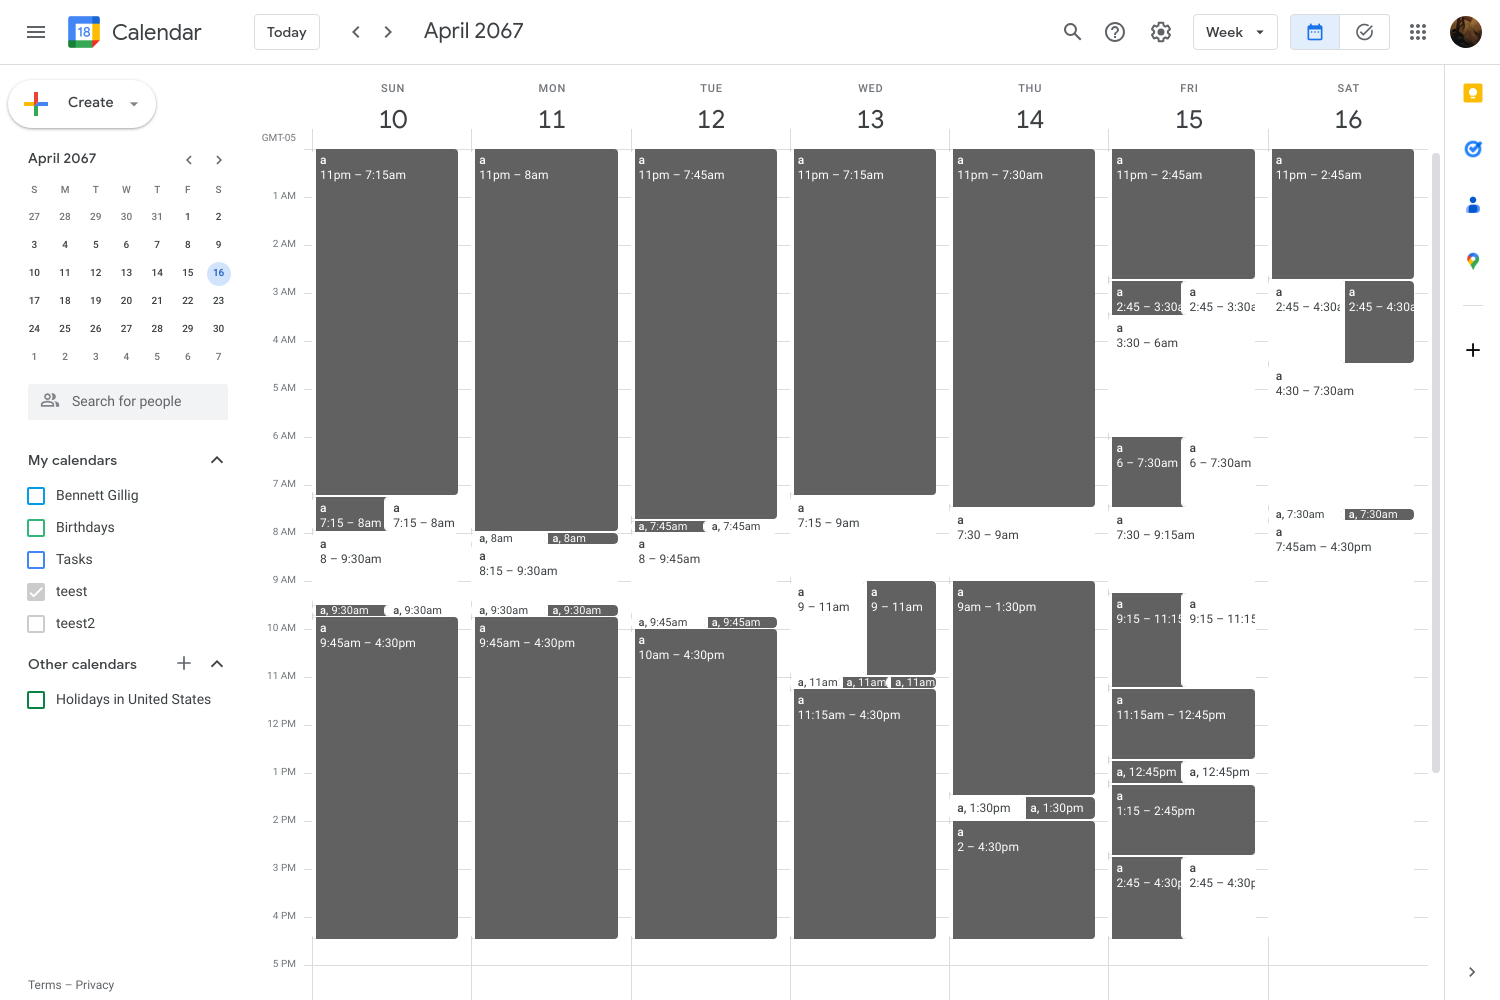 18 Calendar
Today
April 2067
Week
Create
April 2067
S M T W T F S
27 28 29 30 31 1 2
3 4 5 6 7 8 9
10 11 12 13 14 15 16
17 18 19 20 21 22 23
24 25 26 27 28 29 30
1 2 3 4 5 6 7
Search for people
My calendars
Bennett Gillig
Birthdays
Tasks
teest
teest2
Other calendars
Holidays in United States
Terms – Privacy
GMT-05
1 AM
2 AM
3 AM
4 AM
5 AM
6 AM
7 AM
8 AM
9 AM
10 AM
11 AM
12 PM
1 PM
2 PM
3 PM
4 PM
5 PM
SUN
10
a
11pm – 7:15am
a
7:15 – 8am
a
7:15 – 8am
a
8 – 9:30am
a, 9:30am
a, 9:30am
a
9:45am – 4:30pm
MON
11
a
11pm – 8am
a, 8am
a, 8am
a
8:15 – 9:30am
a, 9:30am
a, 9:30am
a
9:45am – 4:30pm
TUE
12
a
11pm – 7:45am
a, 7:45am
a, 7:45am
a
8 – 9:45am
a, 9:45am
a, 9:45am
a
10am – 4:30pm
WED
13
a
11pm – 7:15am
a
7:15 – 9am
a
9 – 11am
a
9 – 11am
a, 11am
a, 11am
a, 11am
a
11:15am – 4:30pm
THU
14
a
11pm – 7:30am
a
7:30 – 9am
a
9am – 1:30pm
a, 1:30pm
a, 1:30pm
a
2 – 4:30pm
FRI
15
a
11pm – 2:45am
a
2:45 – 3:30a
a
2:45 – 3:30a
a
3:30 – 6am
a
6 – 7:30am
a
6 – 7:30am
a
7:30 – 9:15am
a
9:15 – 11:15
a
9:15 – 11:15
a
11:15am – 12:45pm
a, 12:45pm
a, 12:45pm
a
1:15 – 2:45pm
a
2:45 – 4:30p
a
2:45 – 4:30p
SAT
16
a
11pm – 2:45am
a
2:45 – 4:30a
a
2:45 – 4:30a
a
4:30 – 7:30am
a, 7:30am
a, 7:30am
a
7:45am – 4:30pm